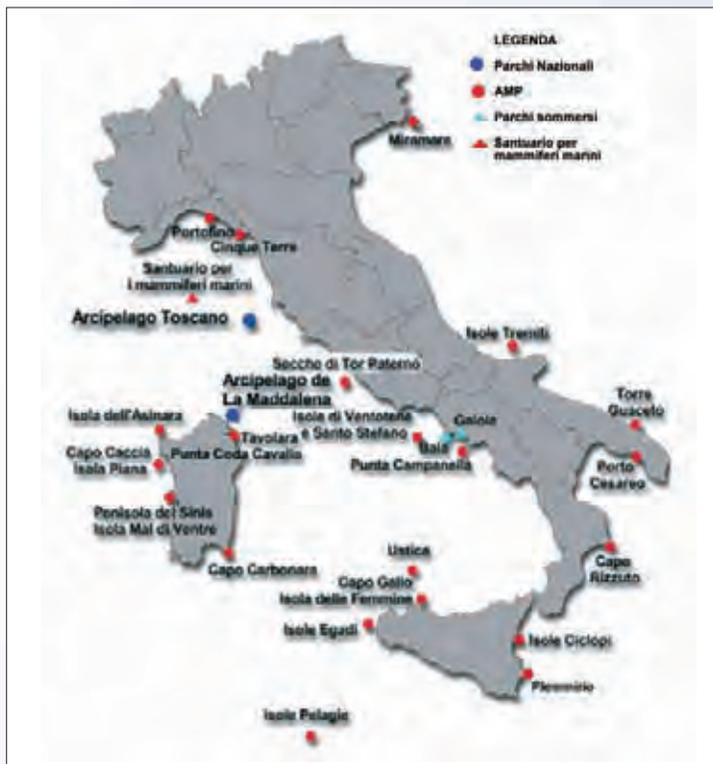 LEGENDA
Parchi Nazionali
AMP
Parchi sommersi
Santuario per
mammiferi marini
Miramare
Portofino
Cinque Terre
Santuario per
i mammiferi marini
Arcipelago Toscano
Isole Tremiti
Secche di Tor Paterno
Arcipelago de
La Maddalena
Torre
Guaceto
Isola dell'Asinara
Isola di Ventotene
e Santo Stefano
Gaiola
Baia
Tavolara
Punta Coda Cavallo
Capo Caccia
Isola Piana
Punta Campanella
Porto
Cesareo
Penisola del Sinis
Isola Mal di Ventre
Capo Carbonara
Ustica
Capo Rizzuto
Capo Gallo
Isola delle Femmine
Isole Egadi
Isole Ciclopi
Plemmirio
Isole Pelagie